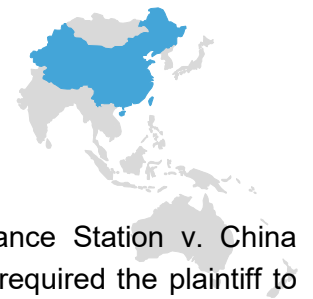 ance Station v. China
required the plaintiff to